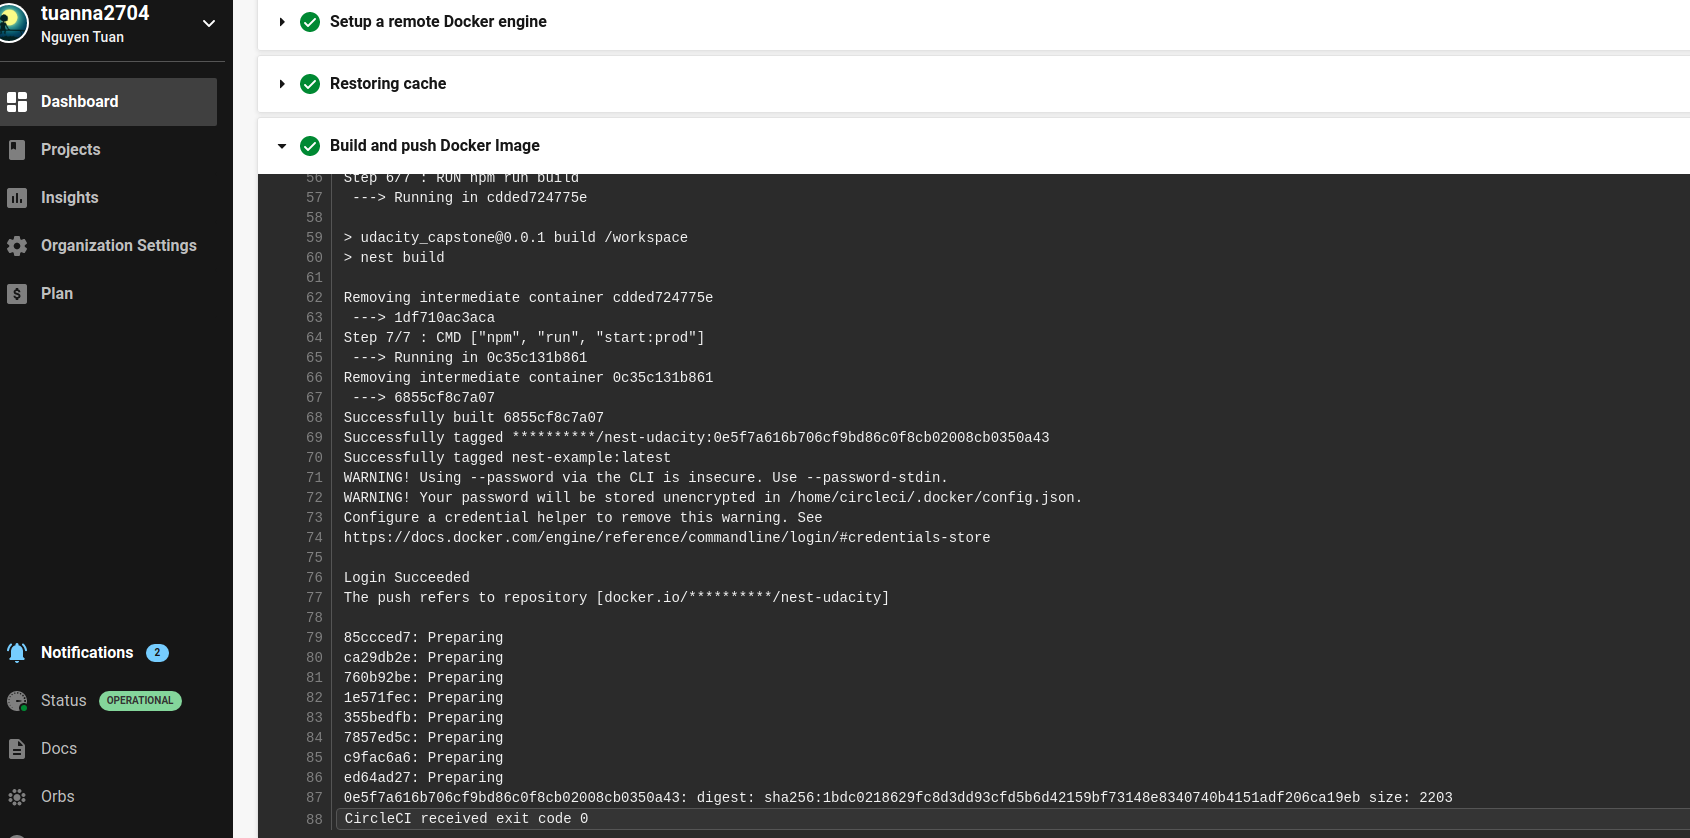 tuanna2704
Nguyen Tuan
Dashboard
Projects
Insights
Organization Settings
$ Plan
Notifications 2
Status OPERATIONAL
Docs
Orbs
Setup a remote Docker engine
Restoring cache
Build and push Docker Image
56 Step 6/7 : RUN npm run build
57 ---> Running in cdded724775e
58
59 > udacity_capstone@0.0.1 build /workspace
60 > nest build
61
62 Removing intermediate container cdded724775e
63 ---> 1df710ac3aca
64 Step 7/7 : CMD ["npm", "run", "start:prod"]
65 ---> Running in 0c35c131b861
66 Removing intermediate container 0c35c131b861
67 ---> 6855cf8c7a07
68 Successfully built 6855cf8c7a07
69 Successfully tagged **********/nest-udacity:0e5f7a616b706cf9bd86c0f8cb02008cb0350a43
70 Successfully tagged nest-example:latest
71 WARNING! Using --password via the CLI is insecure. Use --password-stdin.
72 WARNING! Your password will be stored unencrypted in /home/circleci/.docker/config.json.
73 Configure a credential helper to remove this warning. See
74 https://docs.docker.com/engine/reference/commandline/login/#credentials-store
75
76 Login Succeeded
77 The push refers to repository [docker.io/**********/nest-udacity]
78
79 85ccced7: Preparing
80 ca29db2e: Preparing
81 760b92be: Preparing
82 1e571fec: Preparing
83 355bedfb: Preparing
84 7857ed5c: Preparing
85 c9fac6a6: Preparing
86 ed64ad27: Preparing
87 0e5f7a616b706cf9bd86c0f8cb02008cb0350a43: digest: sha256:1bdc0218629fc8d3dd93cfd5b6d42159bf73148e8340740b4151adf206ca19eb size: 2203
88 CircleCI received exit code 0